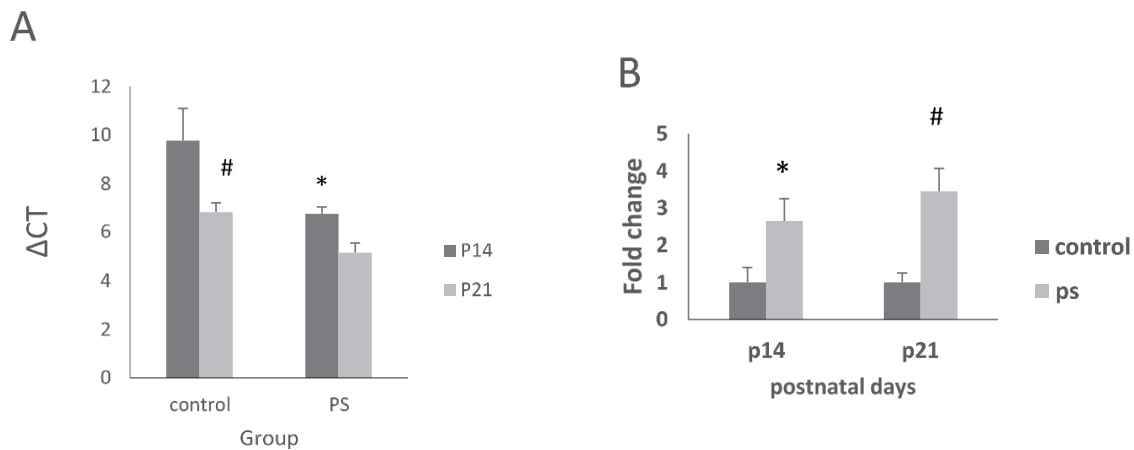 A
ΔCT
12
10
8
6
4
2
0
#
*
control PS
Group
P14
P21
B
Fold change
5
4
3
2
1
0
*
#
p14 p21
postnatal days
control
ps